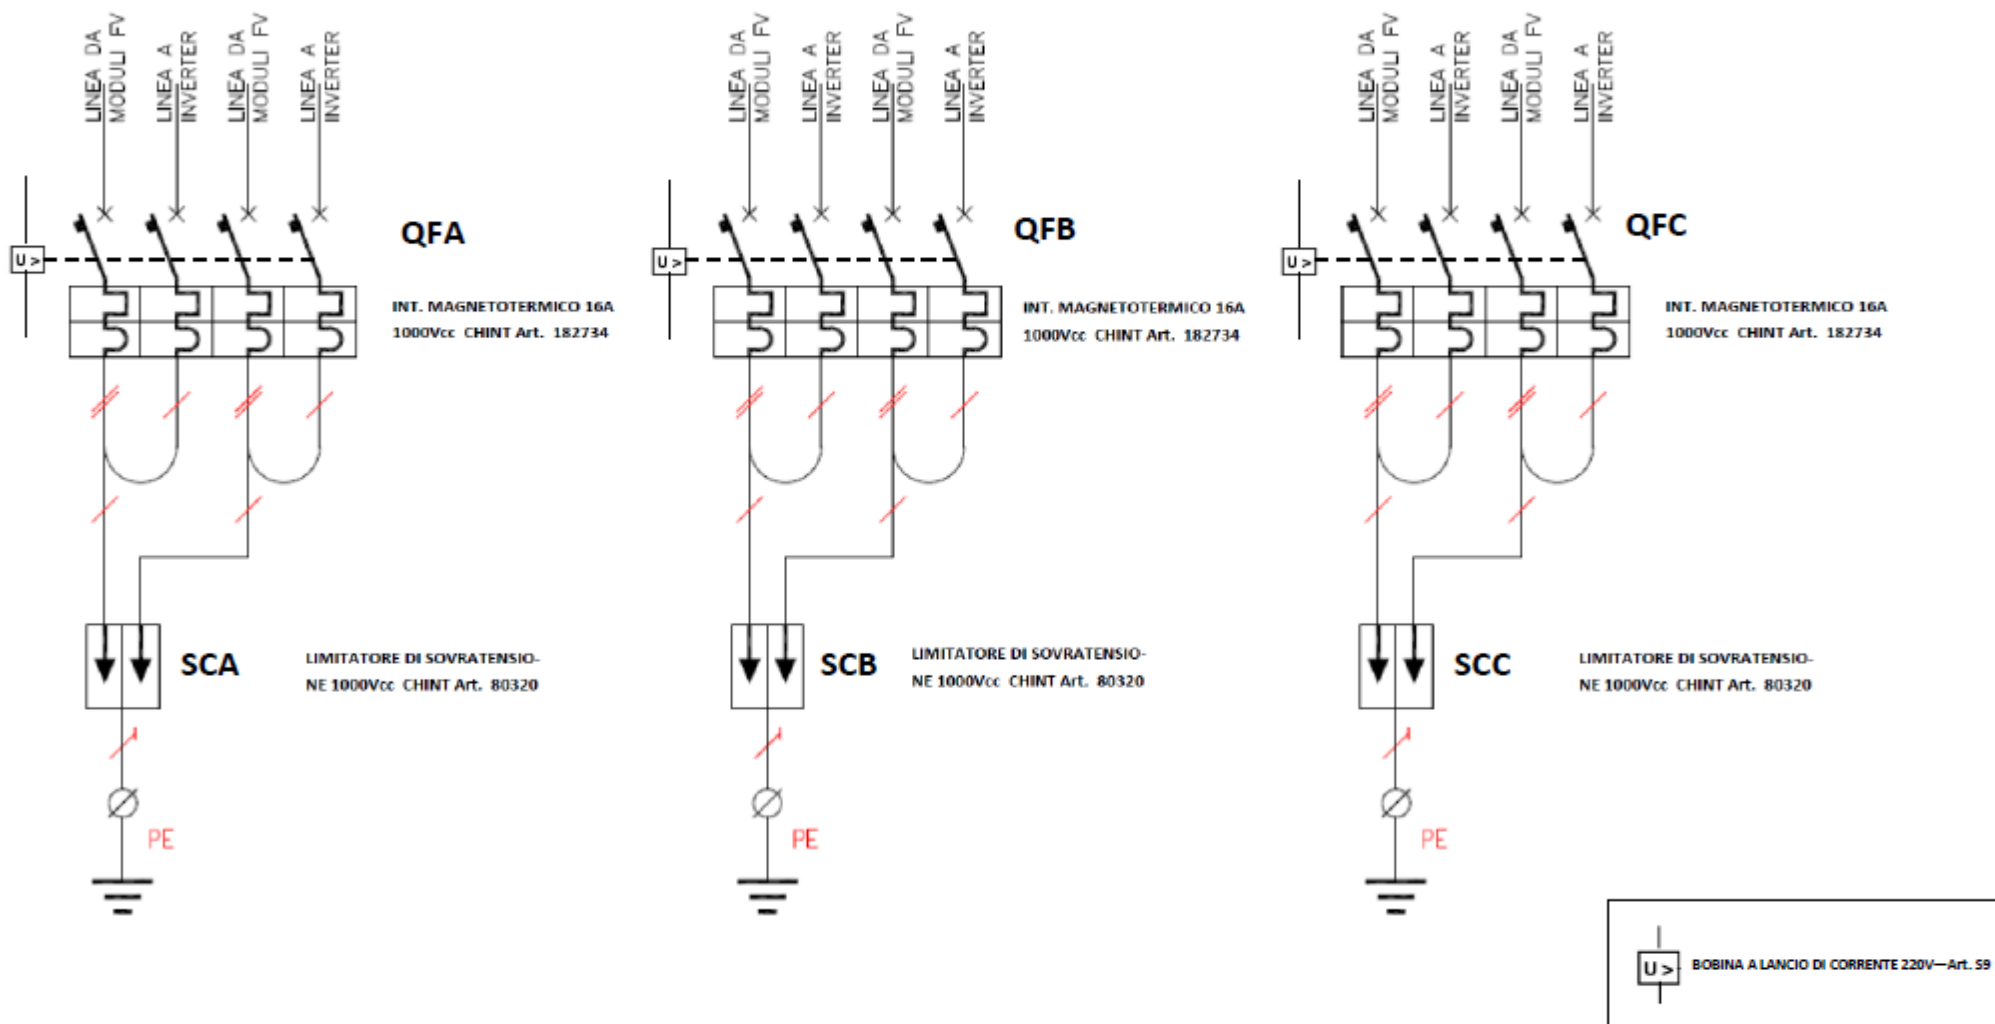 LINEA DA
MODULI FV
LINEA A
INVERTER
LINEA DA
MODULI FV
LINEA A
INVERTER
U >
QFA
INT. MAGNETOTERMICO 16A
1000Vcc CHINT Art. 182734
SCA
LIMITATORE DI SOVRATENSIO-
NE 1000Vcc CHINT Art. 80320
PE
LINEA DA
MODULI FV
LINEA A
INVERTER
LINEA DA
MODULI FV
LINEA A
INVERTER
U >
QFB
INT. MAGNETOTERMICO 16A
1000Vcc CHINT Art. 182734
SCB
LIMITATORE DI SOVRATENSIO-
NE 1000Vcc CHINT Art. 80320
PE
LINEA DA
MODULI FV
LINEA A
INVERTER
LINEA DA
MODULI FV
LINEA A
INVERTER
U >
QFC
INT. MAGNETOTERMICO 16A
1000Vcc CHINT Art. 182734
SCC
LIMITATORE DI SOVRATENSIO-
NE 1000Vcc CHINT Art. 80320
PE
U > BOBINA A LANCIO DI CORRENTE 220V—Art. S9